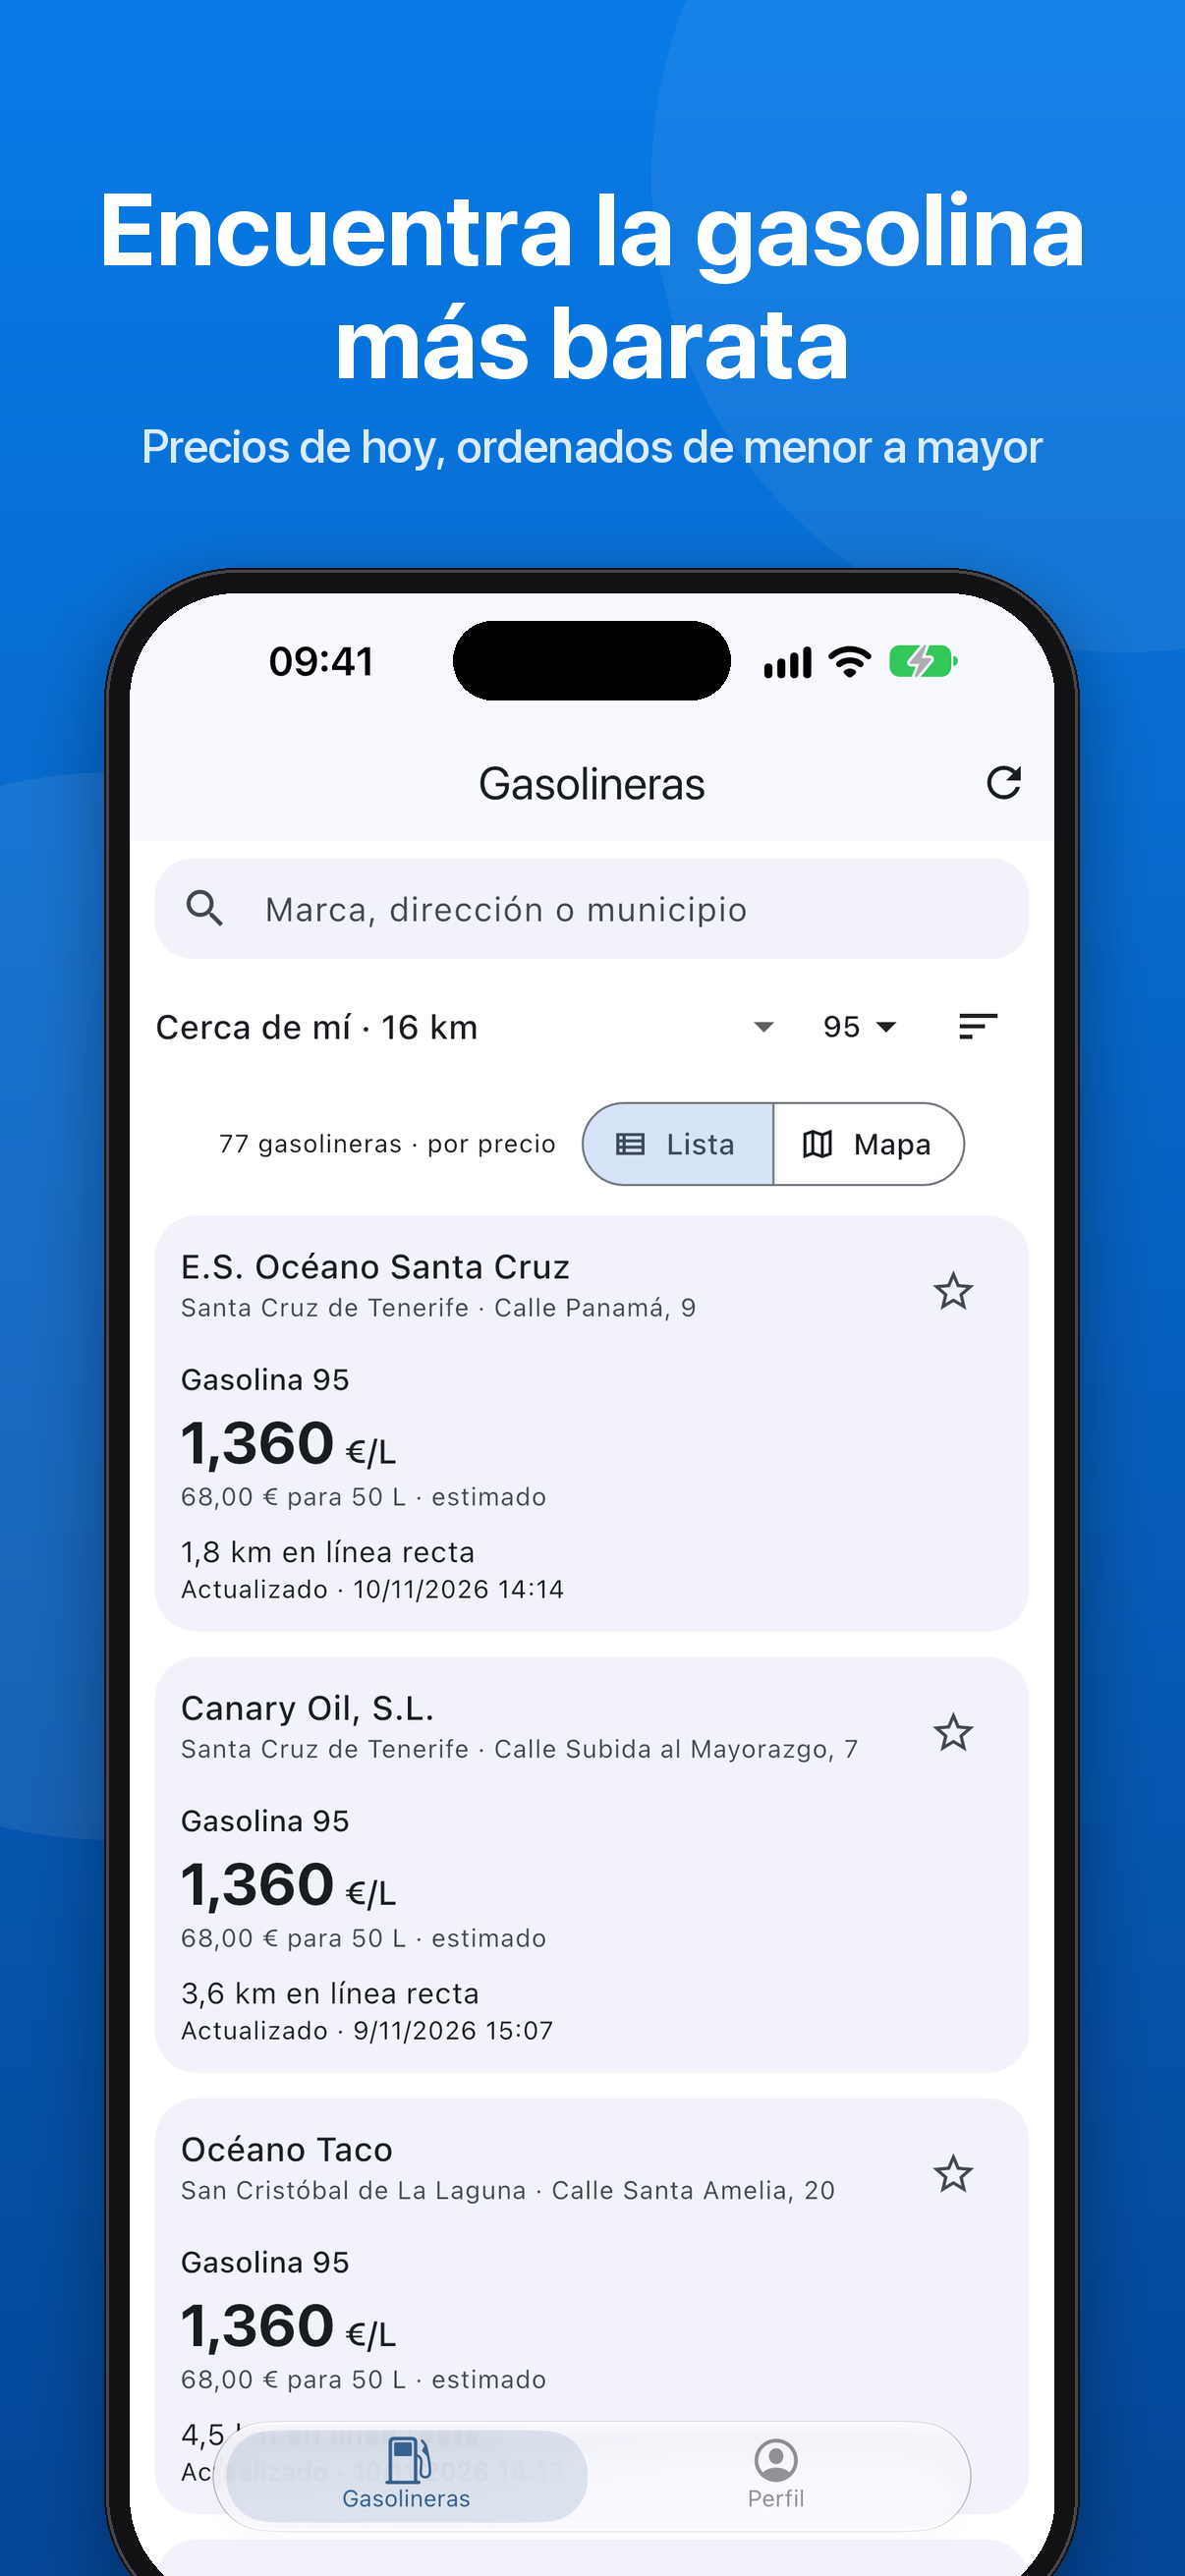 Encuentra la gasolina
más barata
Precios de hoy, ordenados de menor a mayor
09:41
Gasolineras
Marca, dirección o municipio
Cerca de mí · 16 km
95
77 gasolineras · por precio
Lista
Mapa
E.S. Océano Santa Cruz
Santa Cruz de Tenerife · Calle Panamá, 9
Gasolina 95
1,360 €/L
68,00 € para 50 L · estimado
1,8 km en línea recta
Actualizado · 10/11/2026 14:14
Canary Oil, S.L.
Santa Cruz de Tenerife · Calle Subida al Mayorazgo, 7
Gasolina 95
1,360 €/L
68,00 € para 50 L · estimado
3,6 km en línea recta
Actualizado · 9/11/2026 15:07
Océano Taco
San Cristóbal de La Laguna · Calle Santa Amelia, 20
Gasolina 95
1,360 €/L
68,00 € para 50 L · estimado
4,5
Gasolineras
Perfil